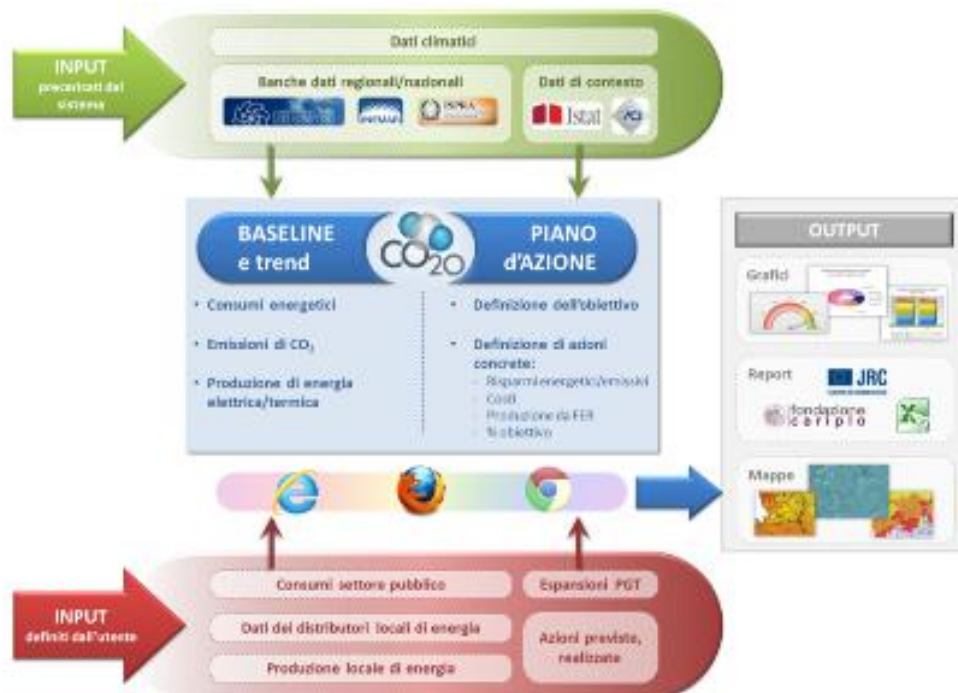 Dati climatici
INPUT
precaricati dal
sistema
Banche dati regionali/nazionali
Dati di contesto
ISPRA
Istat
BASELINE
e trend
CO20
PIANO
d'AZIONE
• Consumi energetici
• Emissioni di CO2
• Produzione di energia
elettrica/termica
• Definizione dell'obiettivo
• Definizione di azioni
concrete:
- Risparmi energetici/emissivi
- Costi
- Produzione da FER
- % obiettivo
OUTPUT
Grafici
Report
JRC
fondazione
cariplo
Mappe
INPUT
definiti dall'utente
Consumi settore pubblico
Dati dei distributori locali di energia
Produzione locale di energia
Espansioni PGT
Azioni previste,
realizzate